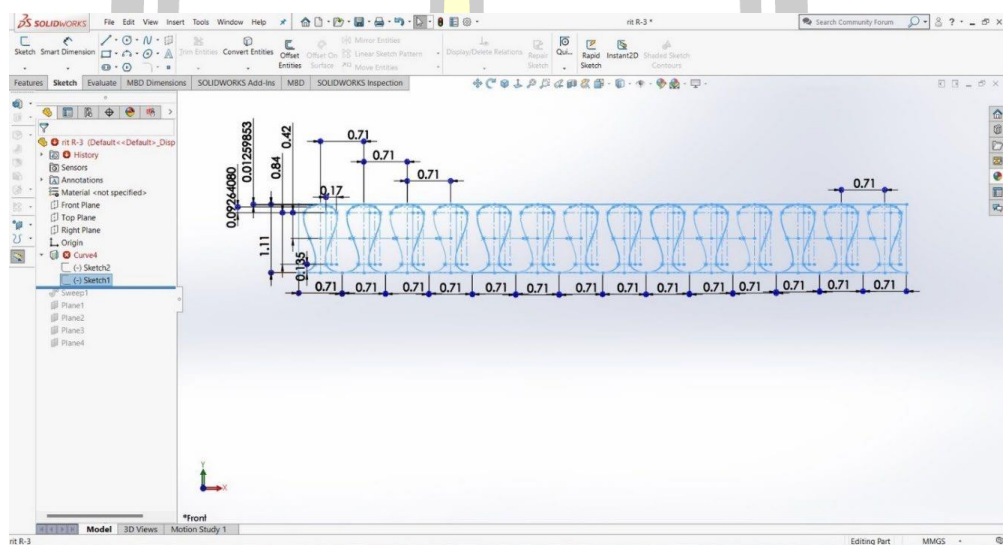 SOLIDWORKS File Edit View Insert Tools Window Help rit R-3 * Search Community Forum
Sketch Smart Dimension Trim Entities Convert Entities Offset Entities Offset On Surface Mirror Entities Linear Sketch Pattern Move Entities Display/Delete Relations Repair Sketch Qui... Rapid Sketch Instant2D Shaded Sketch Contours
Features Sketch Evaluate MBD Dimensions SOLIDWORKS Add-Ins MBD SOLIDWORKS Inspection
rit R-3 (Default<<Default>_Disp
History
Sensors
Annotations
Material <not specified>
Front Plane
Top Plane
Right Plane
Origin
Curve4
(-) Sketch2
(-) Sketch1
Sweep1
Plane1
Plane2
Plane3
Plane4
0.09264080
0.01259853
0.84
0.42
0.71
0.71
0.71
0.17
0.71
1.11
0.135
0.71 0.71 0.71 0.71 0.71 0.71 0.71 0.71 0.71 0.71 0.71 0.71 0.71 0.71
Y
X
*Front
Model 3D Views Motion Study 1
rit R-3 Editing Part MMGS